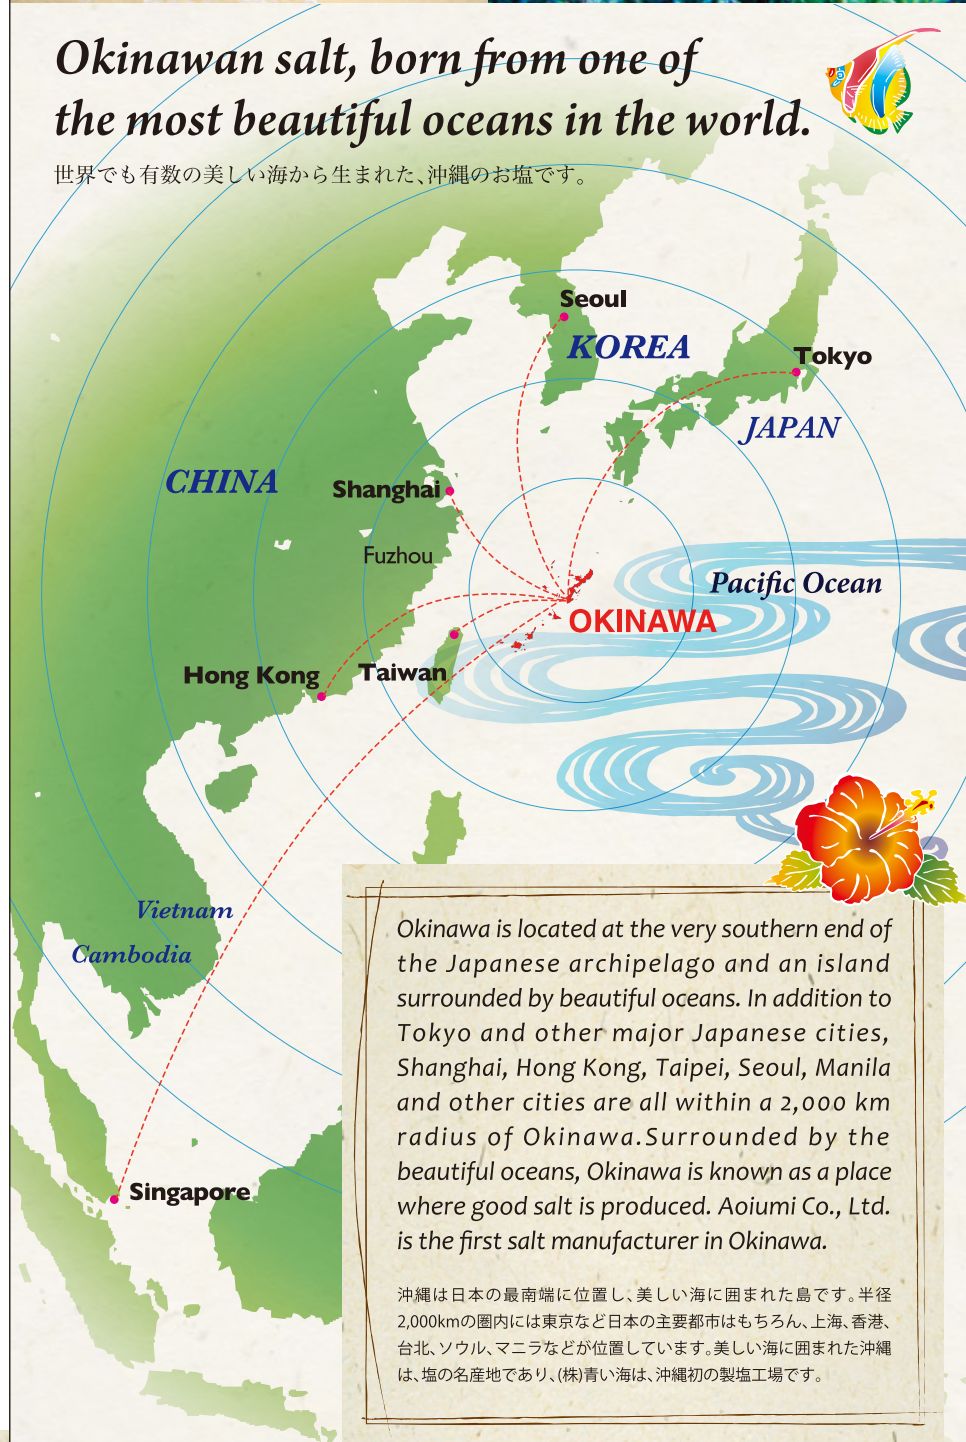 Okinawan salt, born from one of
the most beautiful oceans in the world.
世界でも有数の美しい海から生まれた、沖縄のお塩です。
Seoul
KOREA
Tokyo
JAPAN
CHINA
Shanghai
Fuzhou
Pacific Ocean
OKINAWA
Hong Kong
Taiwan
Vietnam
Cambodia
Singapore
Okinawa is located at the very southern end of
the Japanese archipelago and an island
surrounded by beautiful oceans. In addition to
Tokyo and other major Japanese cities,
Shanghai, Hong Kong, Taipei, Seoul, Manila
and other cities are all within a 2,000 km
radius of Okinawa.Surrounded by the
beautiful oceans, Okinawa is known as a place
where good salt is produced. Aoiumi Co., Ltd.
is the first salt manufacturer in Okinawa.
沖縄は日本の最南端に位置し、美しい海に囲まれた島です。半径
2,000kmの圏内には東京など日本の主要都市はもちろん、上海、香港、
台北、ソウル、マニラなどが位置しています。美しい海に囲まれた沖縄
は、塩の名産地であり、(株)青い海は、沖縄初の製塩工場です。